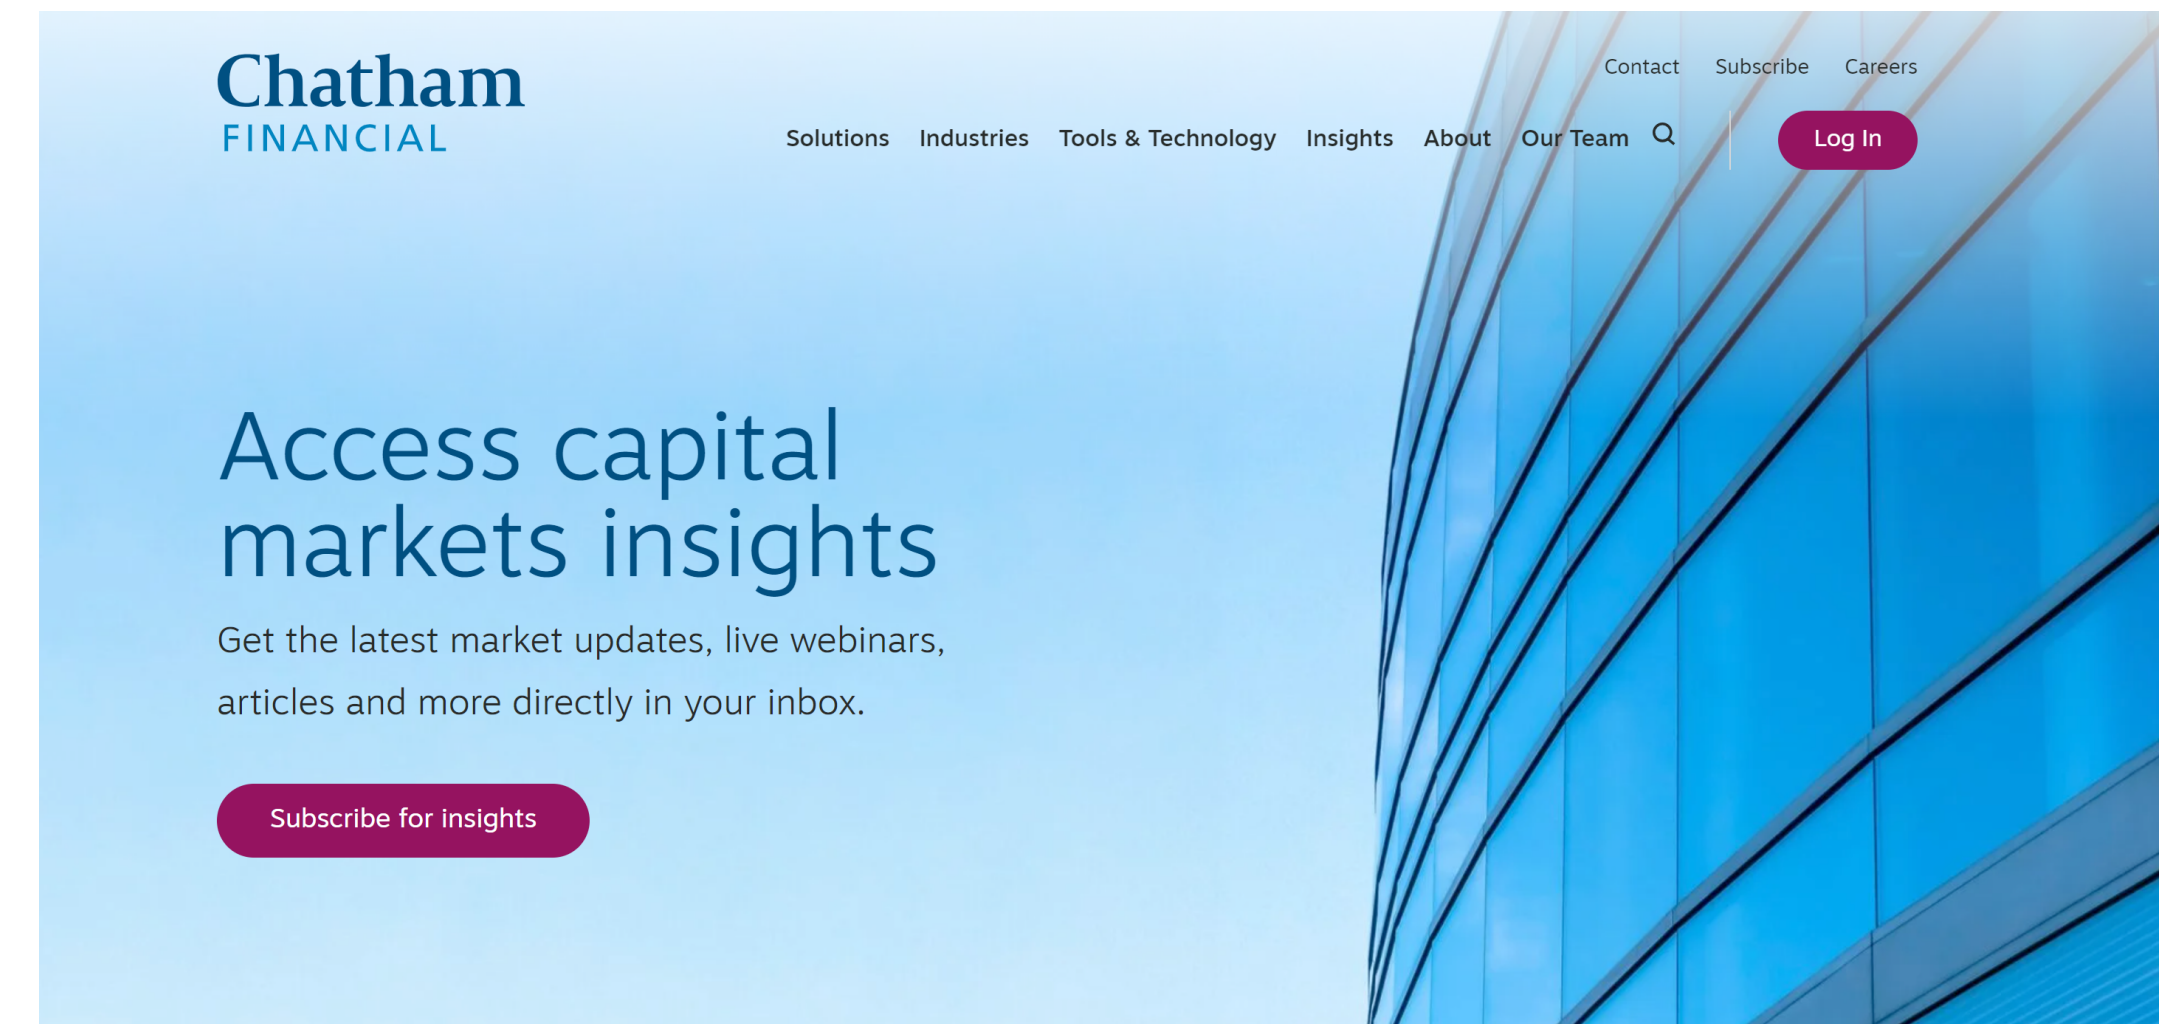 Chatham
FINANCIAL
Contact Subscribe Careers
Solutions Industries Tools & Technology Insights About Our Team
Log In
Access capital
markets insights
Get the latest market updates, live webinars,
articles and more directly in your inbox.
Subscribe for insights